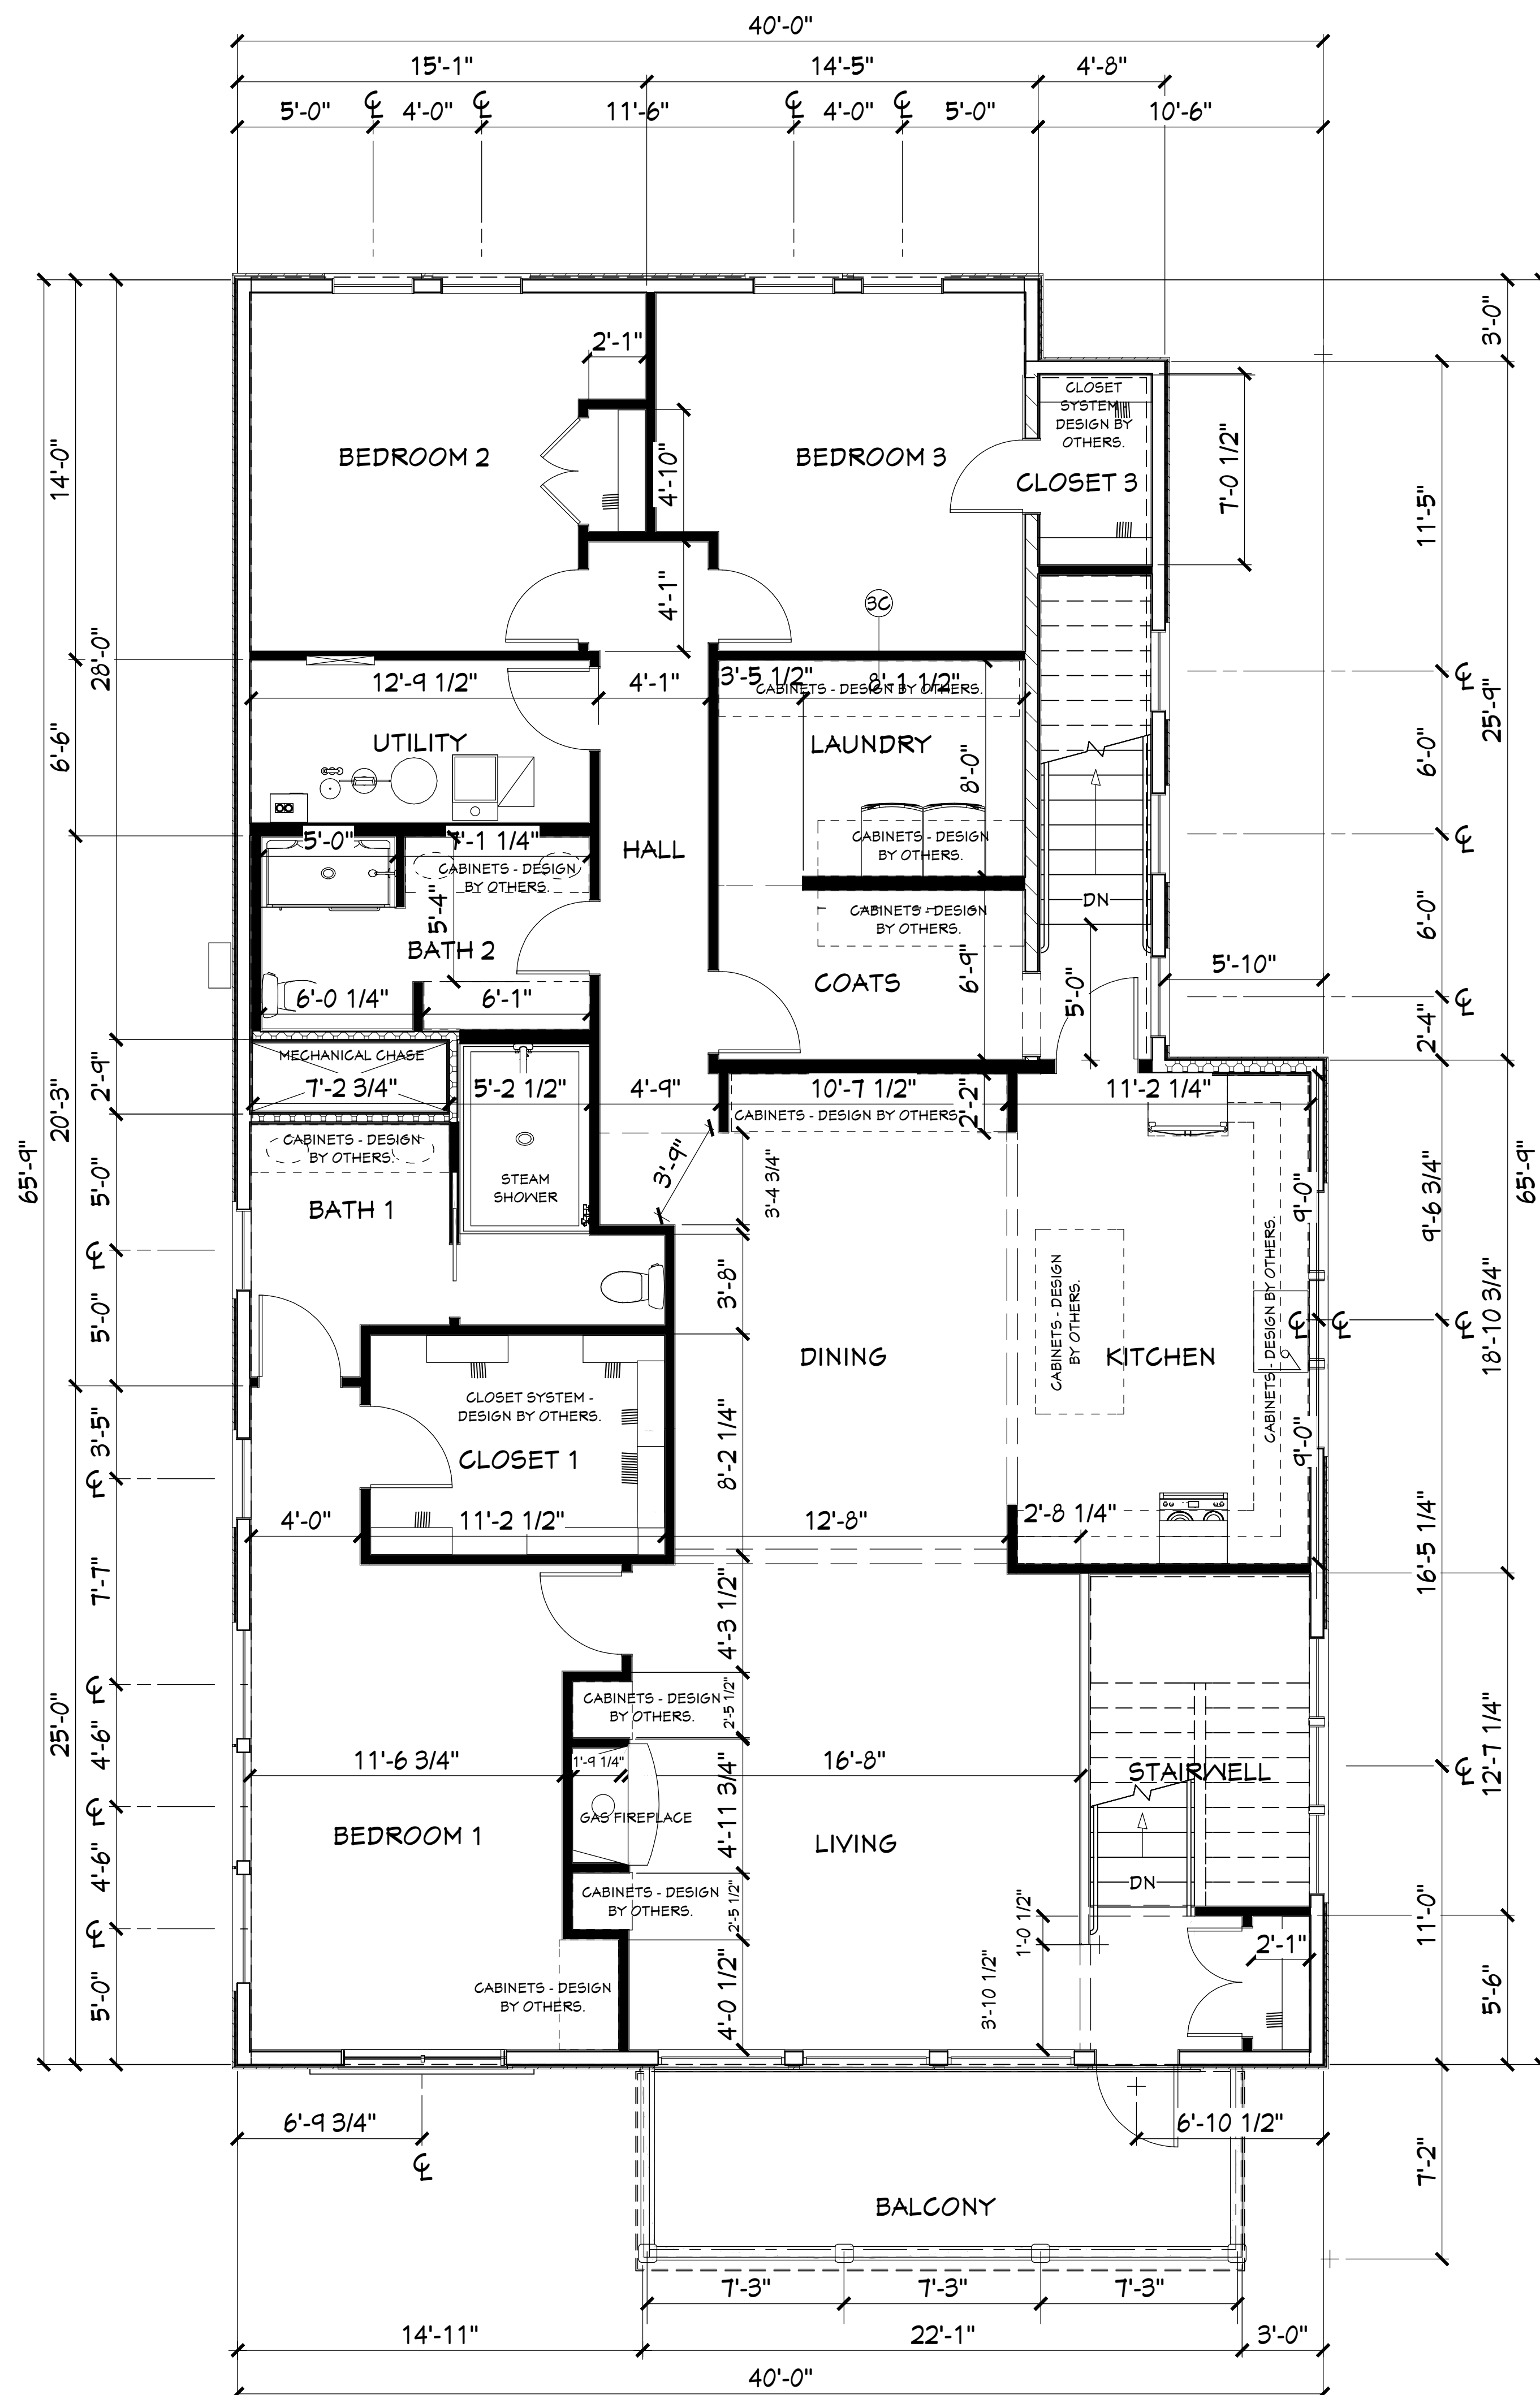 40'-0"
15'-1" 14'-5" 4'-8"
5'-0" ℄ 4'-0" ℄ 11'-6" ℄ 4'-0" ℄ 5'-0" 10'-6"
3'-0"
2'-1"
CLOSET
SYSTEM
DESIGN BY
OTHERS.
14'-0"
BEDROOM 2
4'-10"
BEDROOM 3
CLOSET 3
7'-0 1/2"
11'-5"
4'-1"
3C
28'-0"
12'-9 1/2" 4'-1" 3'-5 1/2" 8'-1 1/2"
CABINETS - DESIGN BY OTHERS.
℄
25'-9"
6'-6"
UTILITY
LAUNDRY
8'-0"
6'-0"
5'-0" 7'-1 1/4"
CABINETS - DESIGN
BY OTHERS.
HALL
CABINETS - DESIGN
BY OTHERS.
℄
5'-4"
BATH 2
DN
CABINETS - DESIGN
BY OTHERS.
6'-0"
COATS
6'-9"
5'-0"
5'-10"
6'-0 1/4" 6'-1"
℄
2'-4"
MECHANICAL CHASE
2'-9"
7'-2 3/4" 5'-2 1/2" 4'-9" 10'-7 1/2" 2'-2" 11'-2 1/4"
CABINETS - DESIGN BY OTHERS.
20'-3"
65'-9"
CABINETS - DESIGN
BY OTHERS.
5'-0"
BATH 1
STEAM
SHOWER
3'-9"
3'-4 3/4"
9'-0"
9'-6 3/4"
65'-9"
℄
5'-0"
3'-8"
CABINETS - DESIGN
BY OTHERS.
CABINETS - DESIGN BY OTHERS.
℄ ℄ ℄
18'-10 3/4"
DINING
KITCHEN
CLOSET SYSTEM -
DESIGN BY OTHERS.
3'-5"
CLOSET 1
8'-2 1/4"
9'-0"
℄
4'-0" 11'-2 1/2" 12'-8" 2'-8 1/4"
16'-5 1/4"
7'-7"
4'-3 1/2"
℄
CABINETS - DESIGN
BY OTHERS.
2'-5 1/2"
25'-0"
4'-6"
11'-6 3/4" 1'-9 1/4" 16'-8"
STAIRWELL
℄
12'-7 1/4"
℄
GAS FIREPLACE
4'-11 3/4"
BEDROOM 1
LIVING
4'-6"
DN
CABINETS - DESIGN
BY OTHERS.
2'-5 1/2"
1'-0 1/2"
11'-0"
℄
2'-1"
5'-0"
CABINETS - DESIGN
BY OTHERS.
4'-0 1/2"
3'-10 1/2"
5'-6"
6'-9 3/4"
℄
6'-10 1/2"
7'-2"
BALCONY
7'-3" 7'-3" 7'-3"
14'-11" 22'-1" 3'-0"
40'-0"